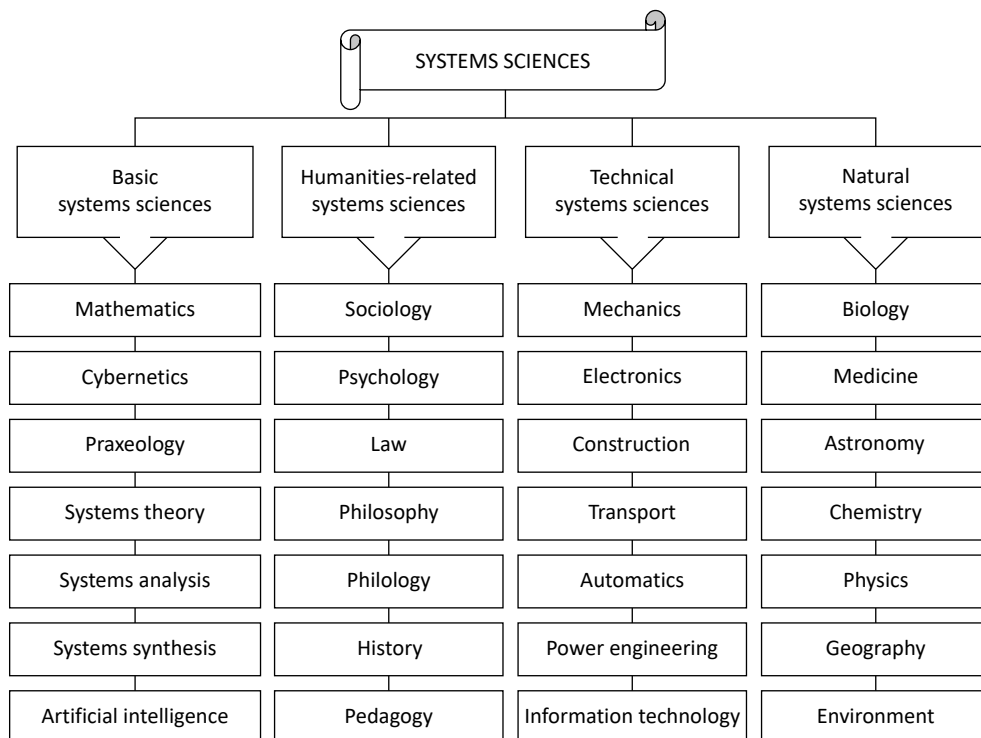 SYSTEMS SCIENCES
Basic
systems sciences
Humanities-related
systems sciences
Technical
systems sciences
Natural
systems sciences
Mathematics
Sociology
Mechanics
Biology
Cybernetics
Psychology
Electronics
Medicine
Praxeology
Law
Construction
Astronomy
Systems theory
Philosophy
Transport
Chemistry
Systems analysis
Philology
Automatics
Physics
Systems synthesis
History
Power engineering
Geography
Artificial intelligence
Pedagogy
Information technology
Environment